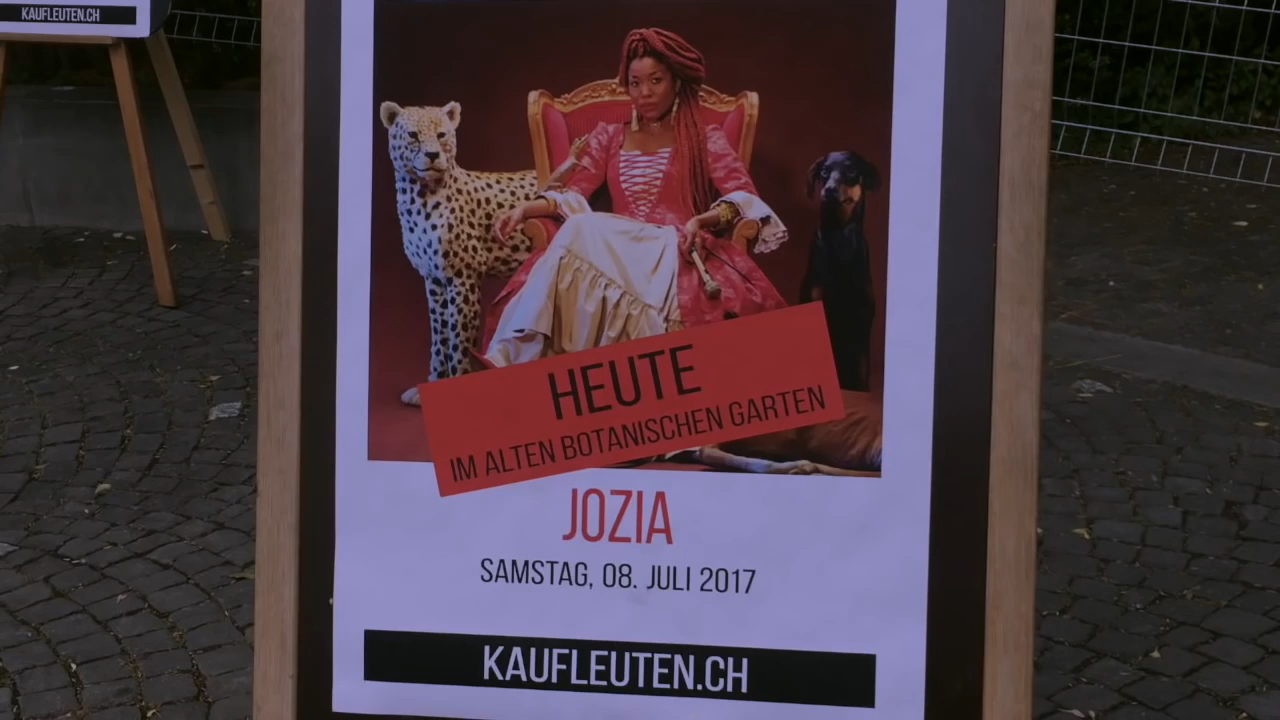 KAUFLEUTEN.CH
HEUTE
IM ALTEN BOTANISCHEN GARTEN
JOZIA
SAMSTAG, 08. JULI 2017
KAUFLEUTEN.CH